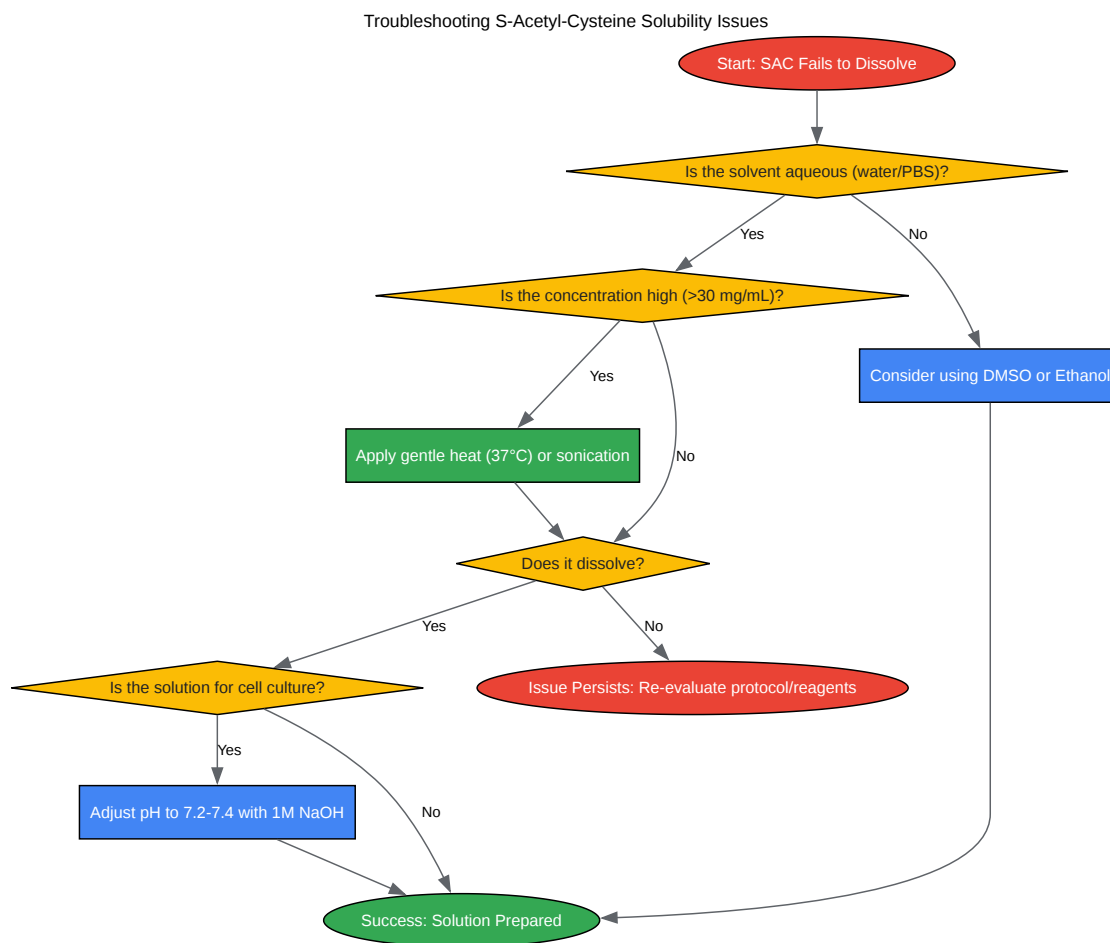 Troubleshooting S-Acetyl-Cysteine Solubility Issues
Start: SAC Fails to Dissolve
Is the solvent aqueous (water/PBS)?
Yes
No
Is the concentration high (>30 mg/mL)?
Consider using DMSO or Ethanol
Yes
Apply gentle heat (37°C) or sonication
No
Does it dissolve?
Yes
No
Is the solution for cell culture?
Issue Persists: Re-evaluate protocol/reagents
Yes
Adjust pH to 7.2-7.4 with 1M NaOH
No
Success: Solution Prepared